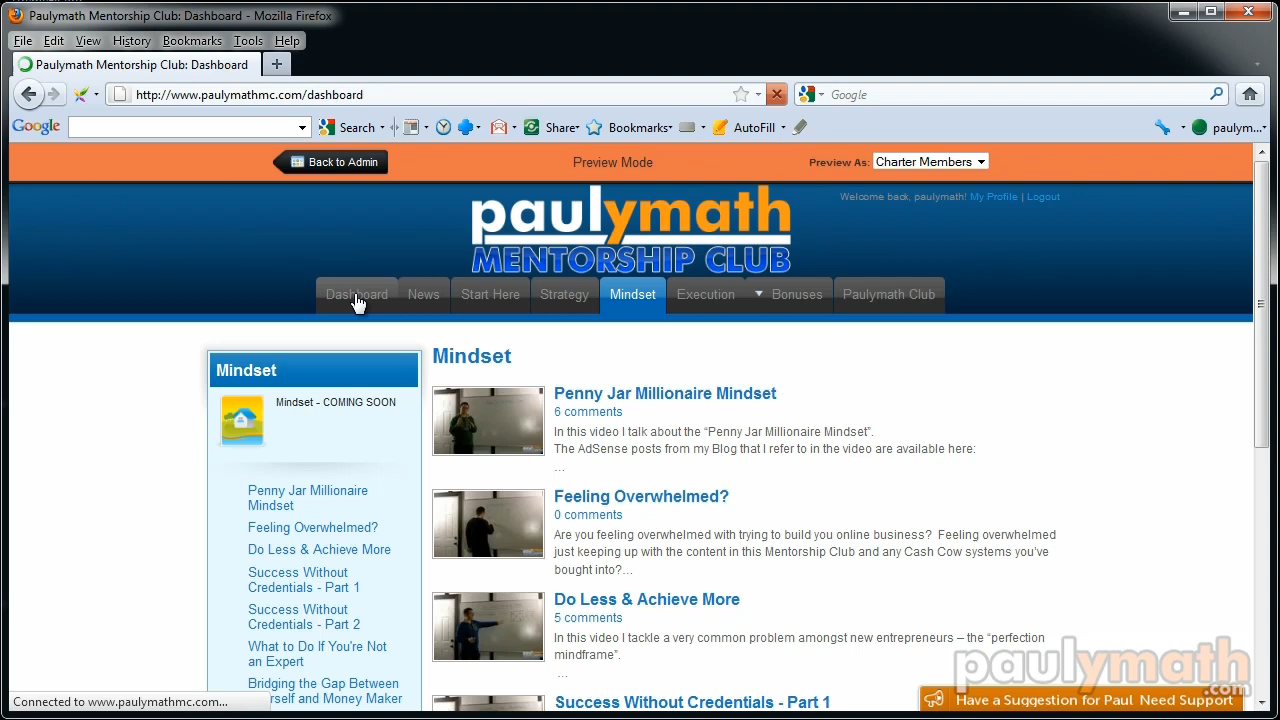 Paulymath Mentorship Club: Dashboard - Mozilla Firefox
File Edit View History Bookmarks Tools Help
Paulymath Mentorship Club: Dashboard
http://www.paulymathmc.com/dashboard
Google
Google Search Share Bookmarks AutoFill paulym...
Back to Admin Preview Mode Preview As: Charter Members
Welcome back, paulymath! My Profile | Logout
paulymath
MENTORSHIP CLUB
Dashboard News Start Here Strategy Mindset Execution Bonuses Paulymath Club
Mindset
Mindset - COMING SOON
Penny Jar Millionaire
Mindset
Feeling Overwhelmed?
Do Less & Achieve More
Success Without
Credentials - Part 1
Success Without
Credentials - Part 2
What to Do If You're Not
an Expert
Bridging the Gap Between
Yourself and Money Maker
Mindset
Penny Jar Millionaire Mindset
6 comments
In this video I talk about the “Penny Jar Millionaire Mindset”.
The AdSense posts from my Blog that I refer to in the video are available here:
...
Feeling Overwhelmed?
0 comments
Are you feeling overwhelmed with trying to build you online business? Feeling overwhelmed
just keeping up with the content in this Mentorship Club and any Cash Cow systems you’ve
bought into?...
Do Less & Achieve More
5 comments
In this video I tackle a very common problem amongst new entrepreneurs – the “perfection
mindframe”.
...
Success Without Credentials - Part 1
paulymath
.com
Have a Suggestion for Paul Need Support
Connected to www.paulymathmc.com...